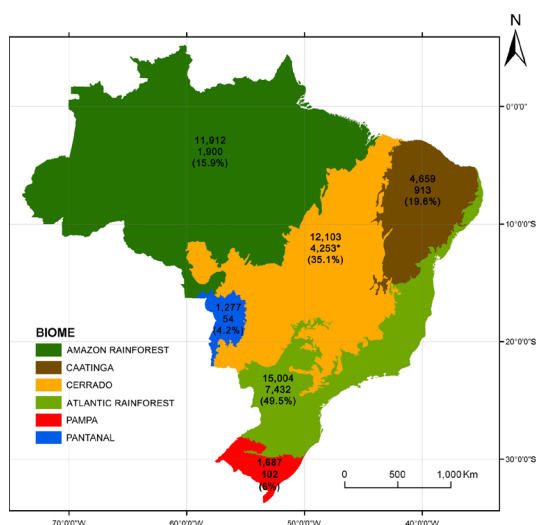 N
0°0'0"
11,912
1,900
(15.9%)
4,659
913
(19.6%)
10°0'0"S
12,103
4,253*
(35.1%)
1,277
54
(4.2%)
BIOME
AMAZON RAINFOREST
CAATINGA
CERRADO
ATLANTIC RAINFOREST
PAMPA
PANTANAL
20°0'0"S
15,004
7,432
(49.5%)
1,687
102
(6%)
0 500 1,000 Km
30°0'0"S
70°0'0"W 60°0'0"W 50°0'0"W 40°0'0"W